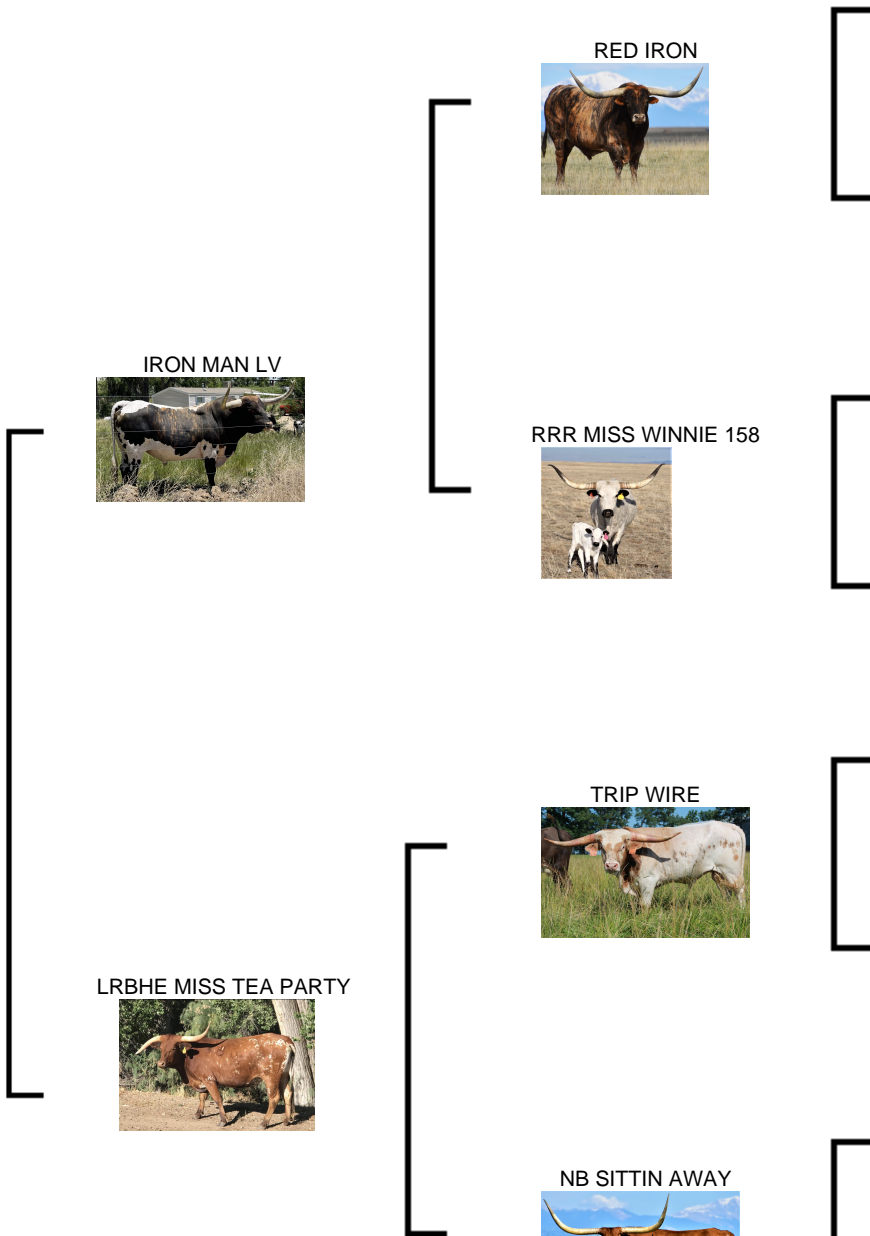 RED IRON
IRON MAN LV
RRR MISS WINNIE 158
TRIP WIRE
LRBHE MISS TEA PARTY
NB SITTIN AWAY